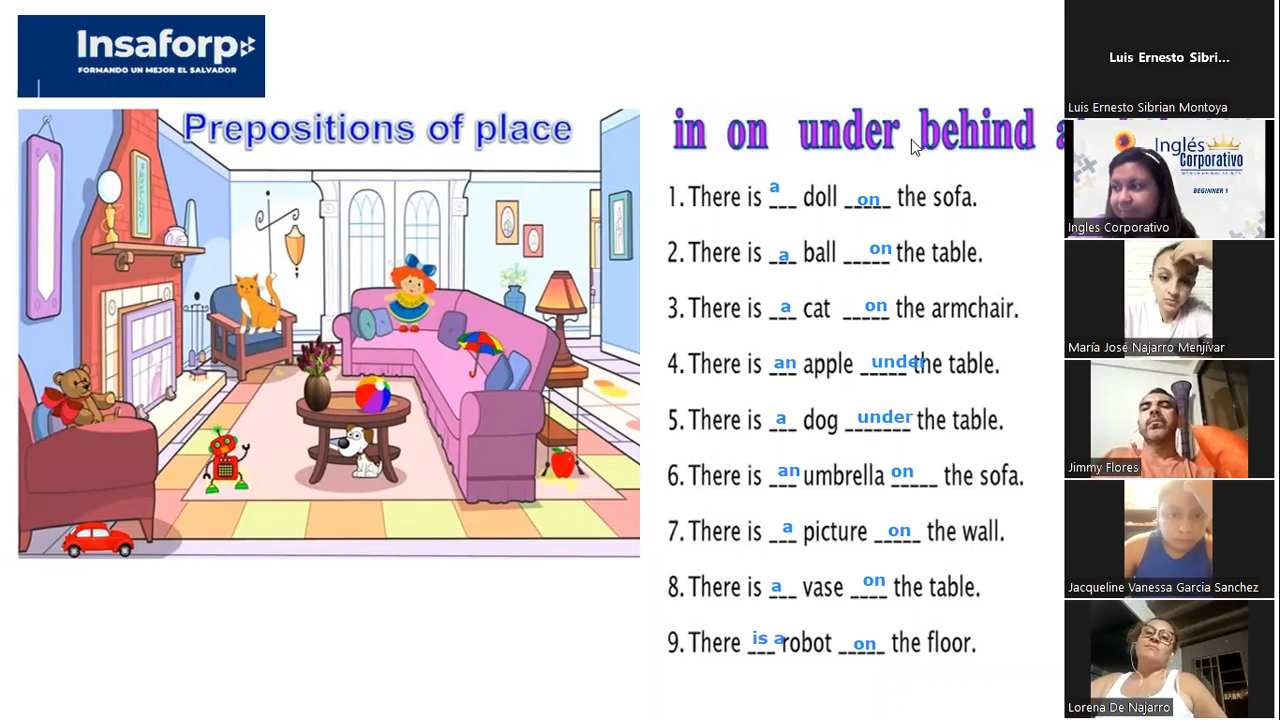 Insaforp
FORMANDO UN MEJOR EL SALVADOR
Prepositions of place
in on under behind
1. There is a doll on the sofa.
2. There is a ball on the table.
3. There is a cat on the armchair.
4. There is an apple under the table.
5. There is a dog under the table.
6. There is an umbrella on the sofa.
7. There is a picture on the wall.
8. There is a vase on the table.
9. There is a robot on the floor.
Luis Ernesto Sibri...
Luis Ernesto Sibrian Montoya
Inglés
Corporativo
BEGINNER 1
Ingles Corporativo
María José Najarro Menjívar
Jimmy Flores
Jacqueline Vanessa Garcia Sanchez
Lorena De Najarro